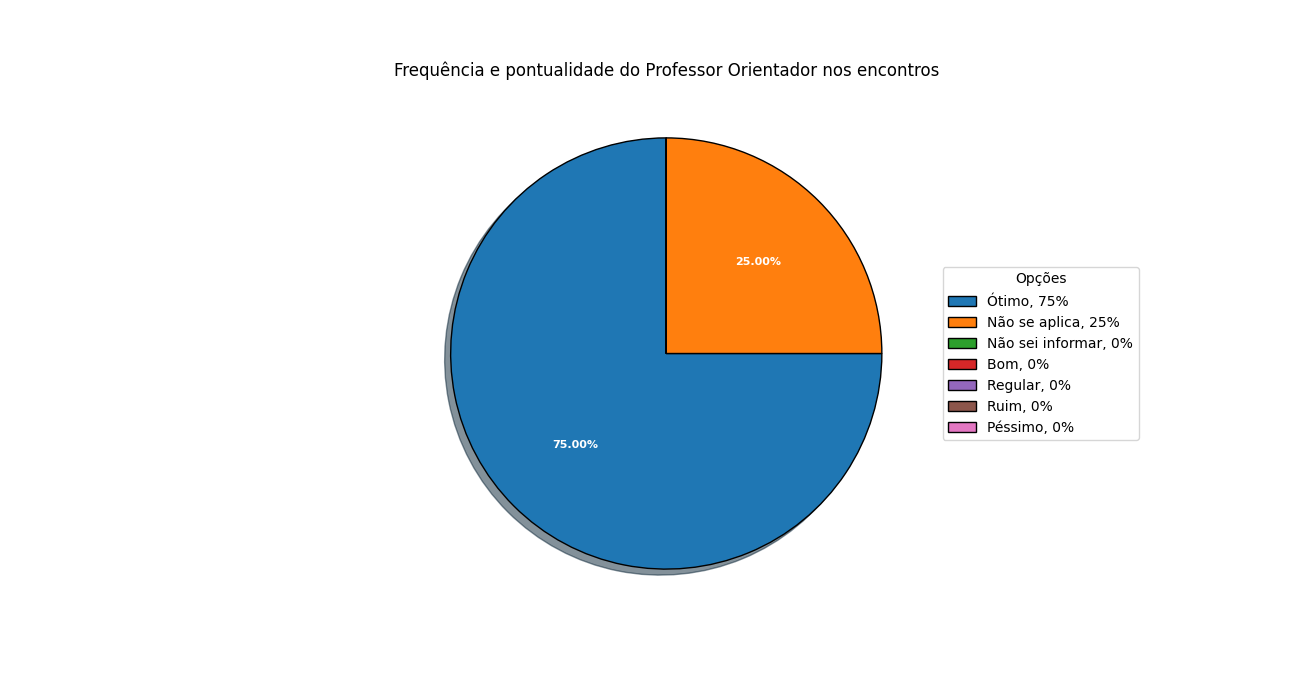 Frequência e pontualidade do Professor Orientador nos encontros
25.00%
75.00%
Opções
Ótimo, 75%
Não se aplica, 25%
Não sei informar, 0%
Bom, 0%
Regular, 0%
Ruim, 0%
Péssimo, 0%